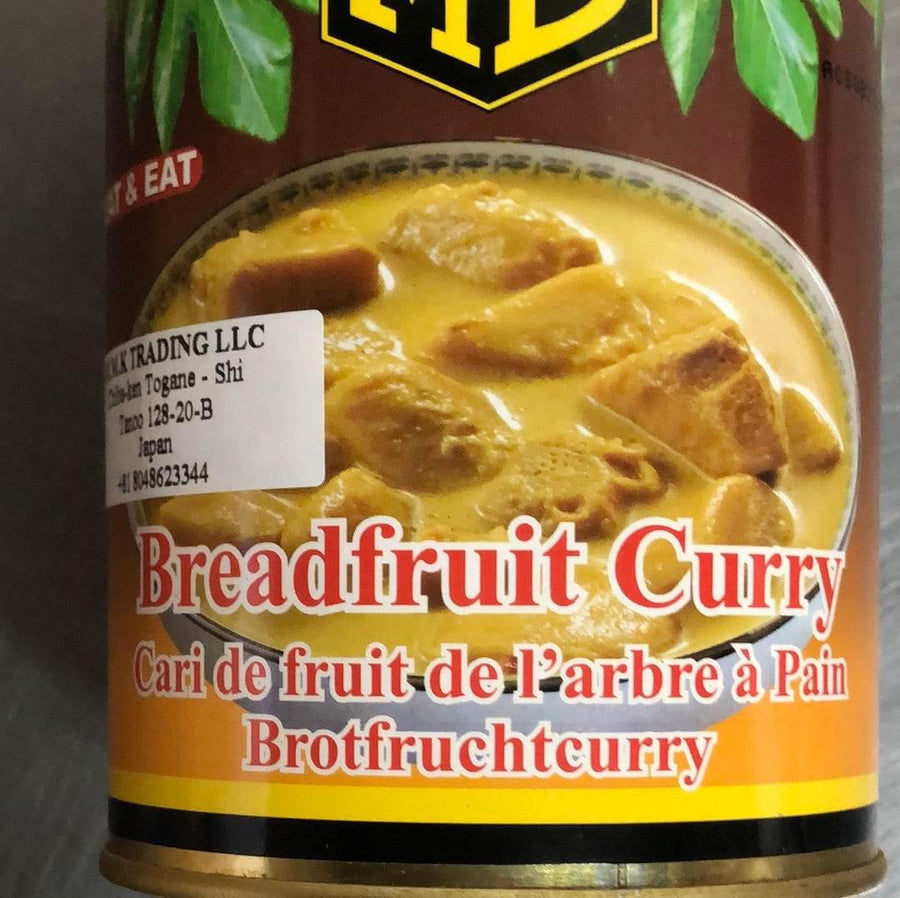 MD
& EAT
TRADING LLC
Togane - Shi
128-20-B
Japan
+81 8048623344
Breadfruit Curry
Cari de fruit de l'arbre à Pain
Brotfruchtcurry